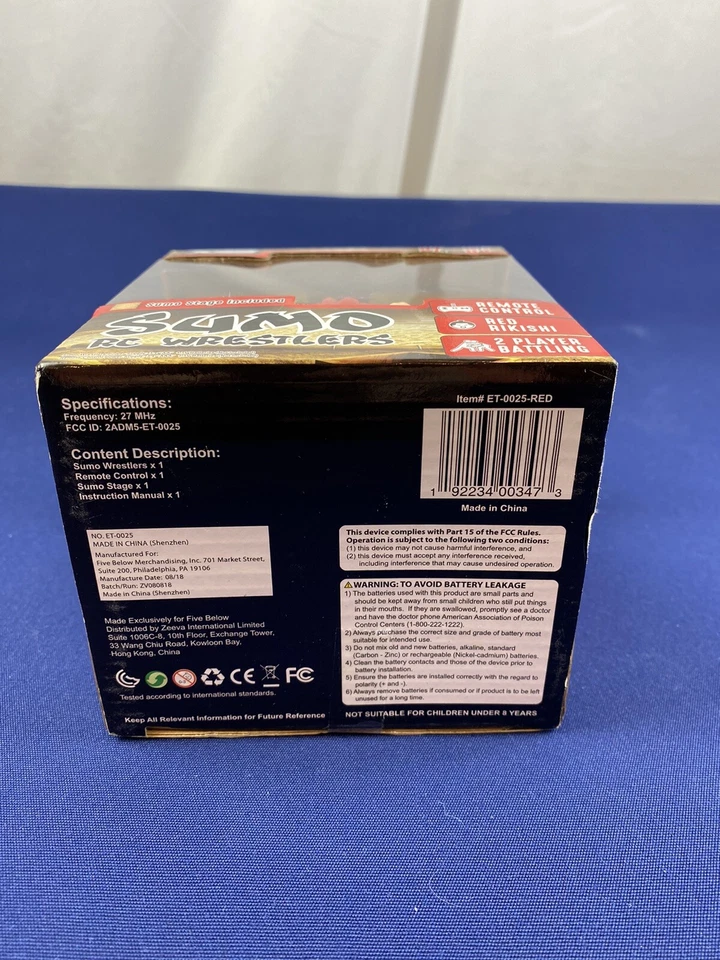 Sumo Stage Included
SUMO
RC WRESTLERS
REMOTE
CONTROL
RED
RIKISHI
2 PLAYER
BATTLING
Specifications:
Frequency: 27 MHz
FCC ID: 2ADM5-ET-0025
Content Description:
Sumo Wrestlers x 1
Remote Control x 1
Sumo Stage x 1
Instruction Manual x 1
Item# ET-0025-RED
1 92234 00347 3
Made in China
NO. ET-0025
MADE IN CHINA (Shenzhen)
Manufactured For:
Five Below Merchandising, Inc. 701 Market Street,
Suite 200, Philadelphia, PA 19106
Manufacture Date: 08/18
Batch/Run: ZV080818
Made in China (Shenzhen)
Made Exclusively for Five Below
Distributed by Zeeva International Limited
Suite 1006C-8, 10th Floor, Exchange Tower,
33 Wang Chiu Road, Kowloon Bay,
Hong Kong, China
CE FC
Tested according to international standards.
Keep All Relevant Information for Future Reference
This device complies with Part 15 of the FCC Rules.
Operation is subject to the following two conditions:
(1) this device may not cause harmful interference, and
(2) this device must accept any interference received,
including interference that may cause undesired operation.
WARNING: TO AVOID BATTERY LEAKAGE
1) The batteries used with this product are small parts and
should be kept away from small children who still put things
in their mouths. If they are swallowed, promptly see a doctor
and have the doctor phone American Association of Poison
Control Centers (1-800-222-1222).
2) Always purchase the correct size and grade of battery most
suitable for intended use.
3) Do not mix old and new batteries, alkaline, standard
(Carbon - Zinc) or rechargeable (Nickel-cadmium) batteries.
4) Clean the battery contacts and those of the device prior to
battery installation.
5) Ensure the batteries are installed correctly with the regard to
polarity (+ and -).
6) Always remove batteries if consumed or if product is to be left
unused for a long time.
NOT SUITABLE FOR CHILDREN UNDER 8 YEARS